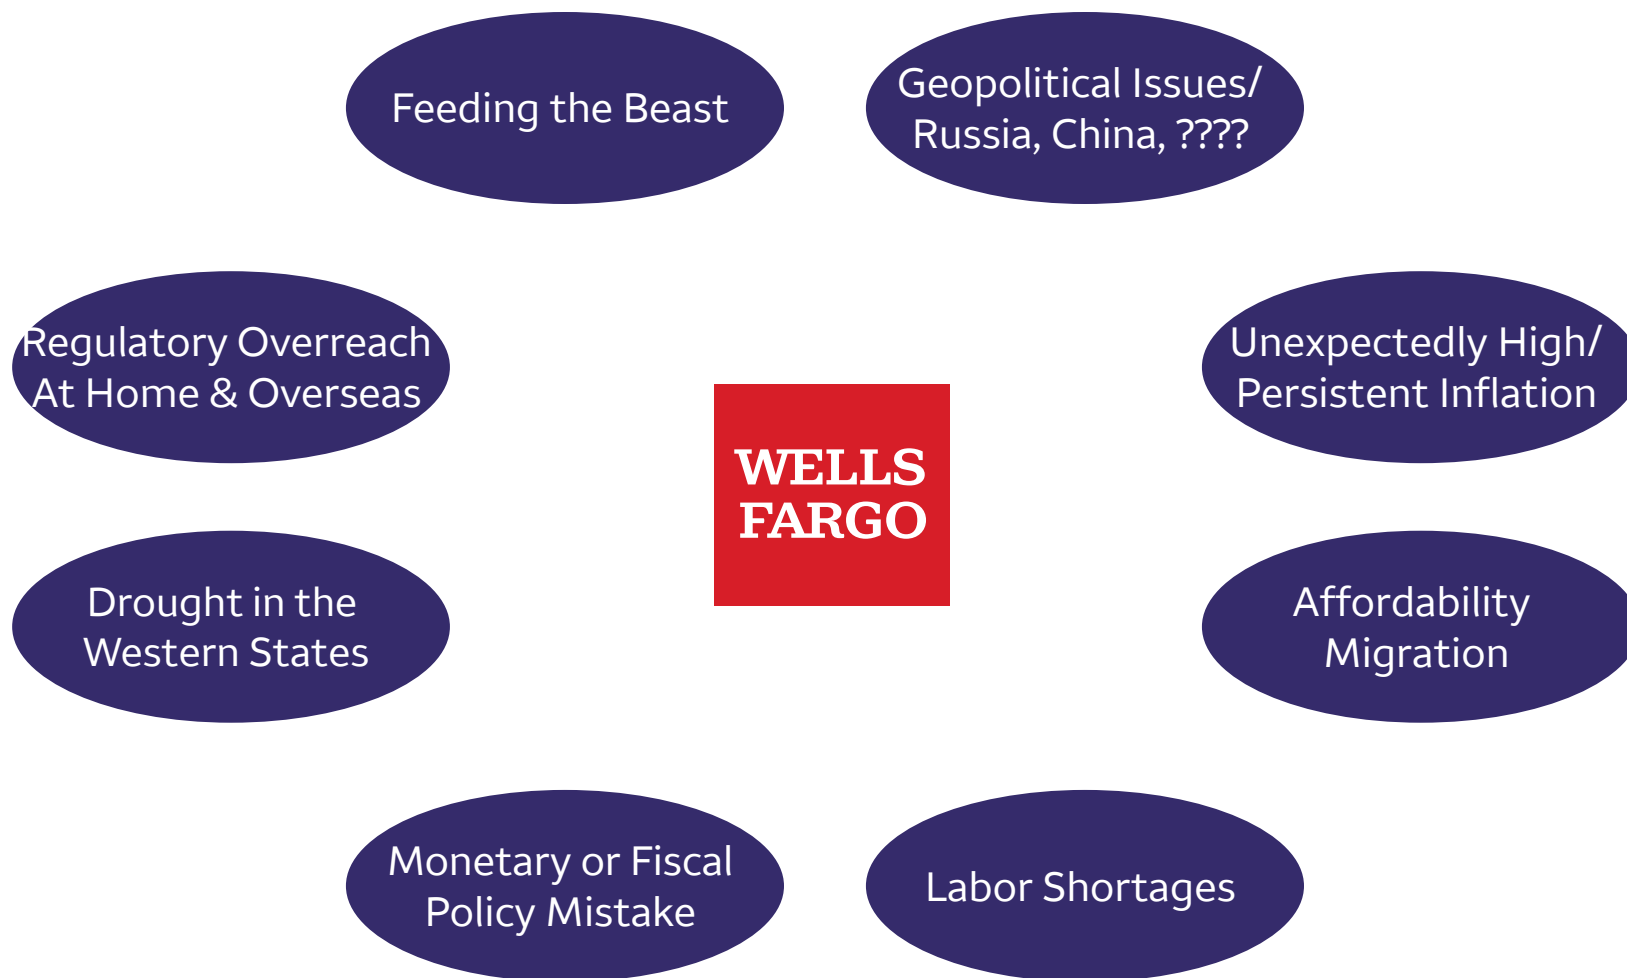 Feeding the Beast
Geopolitical Issues/
Russia, China, ????
Regulatory Overreach
At Home & Overseas
Unexpectedly High/
Persistent Inflation
WELLS
FARGO
Drought in the
Western States
Affordability
Migration
Monetary or Fiscal
Policy Mistake
Labor Shortages